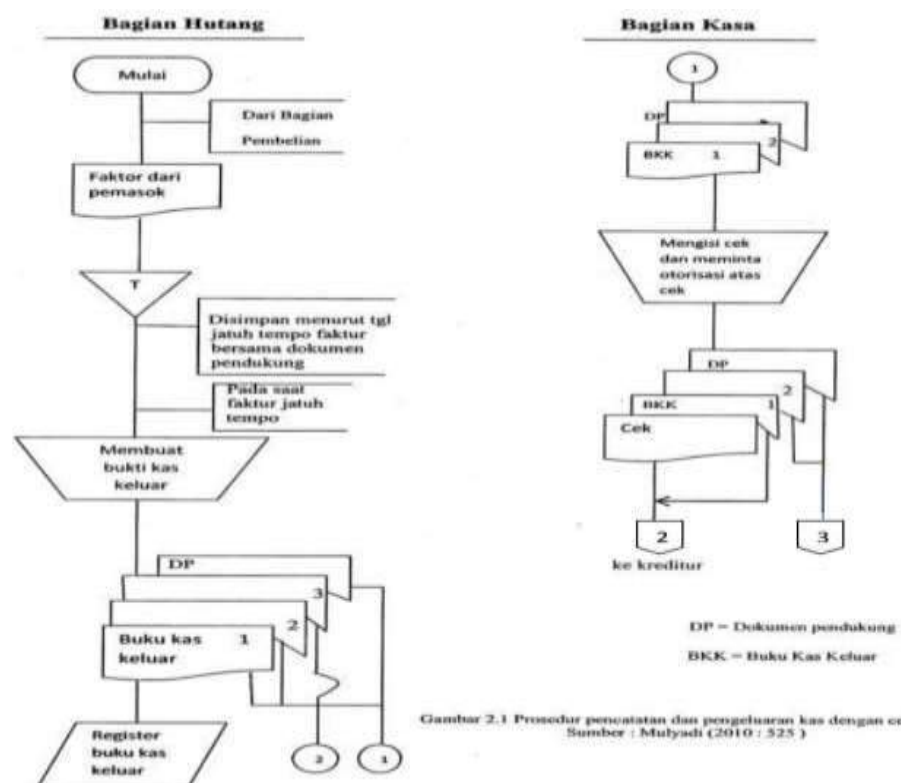 Bagian Hutang
Mulai
Dari Bagian
Pembelian
Faktor dari
pemasok
T
Disimpan menurut tgl
jatuh tempo faktur
bersama dokumen
pendukung
Pada saat
faktur jatuh
tempo
Membuat
bukti kas
keluar
DP
3
2
Buku kas 1
keluar
Register
buku kas
keluar
2
1
Bagian Kasa
1
DP
2
BKK 1
Mengisi cek
dan meminta
otorisasi atas
cek
DP
2
BKK 1
Cek
2
3
ke kreditur
DP = Dokumen pendukung
BKK = Buku Kas Keluar
Gambar 2.1 Prosedur pencatatan dan pengeluaran kas dengan
Sumber : Mulyadi (2010 : 525 )